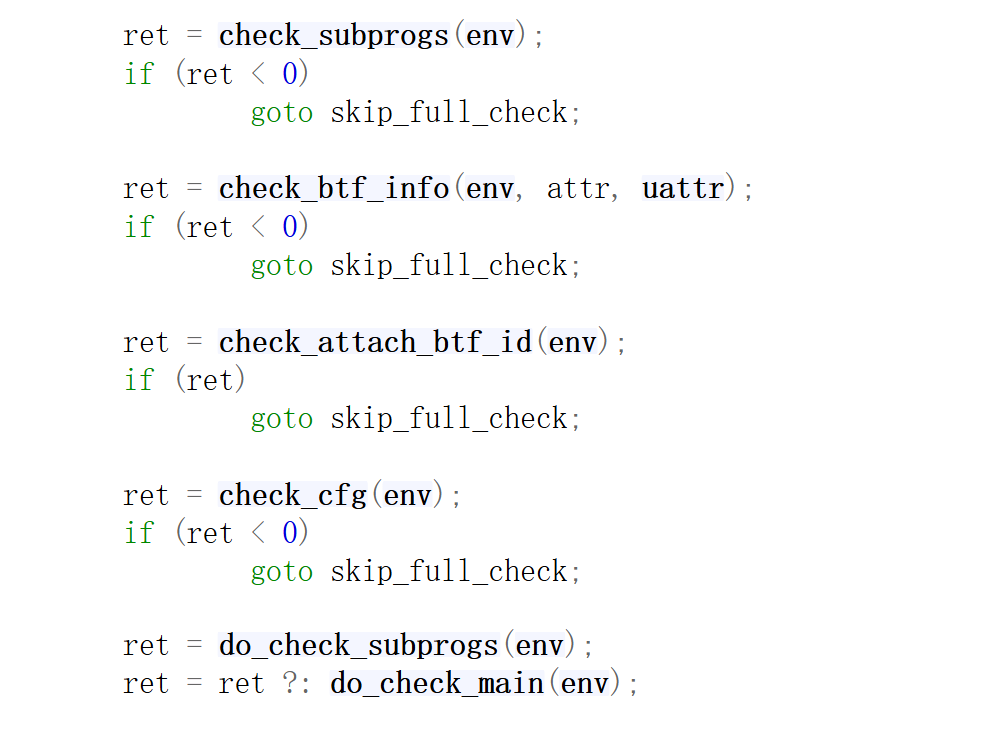 ret = check_subprogs(env);
if (ret < 0)
        goto skip_full_check;

ret = check_btf_info(env, attr, uattr);
if (ret < 0)
        goto skip_full_check;

ret = check_attach_btf_id(env);
if (ret)
        goto skip_full_check;

ret = check_cfg(env);
if (ret < 0)
        goto skip_full_check;

ret = do_check_subprogs(env);
ret = ret ?: do_check_main(env);